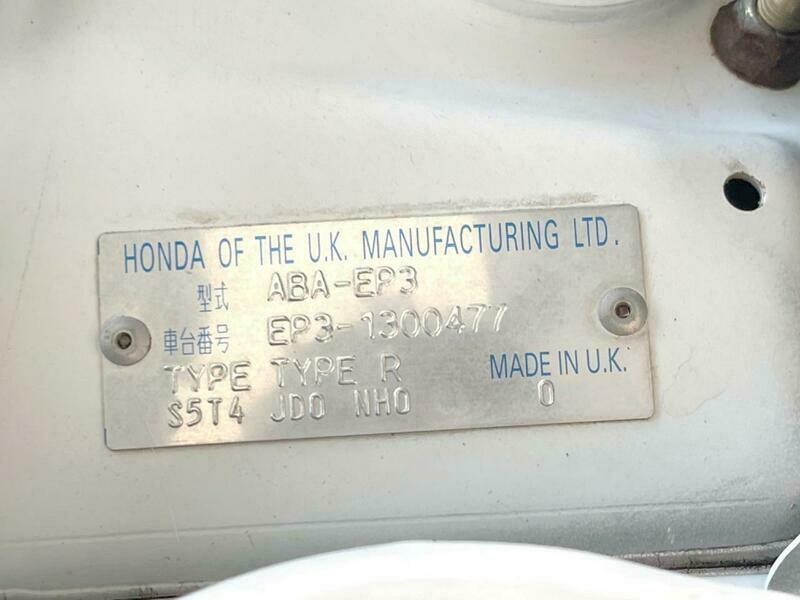 HONDA OF THE U.K. MANUFACTURING LTD.
型式 ABA-EP3
車台番号 EP3-1300477
TYPE TYPE R MADE IN U.K.
S5T4 JD0 NH0 0